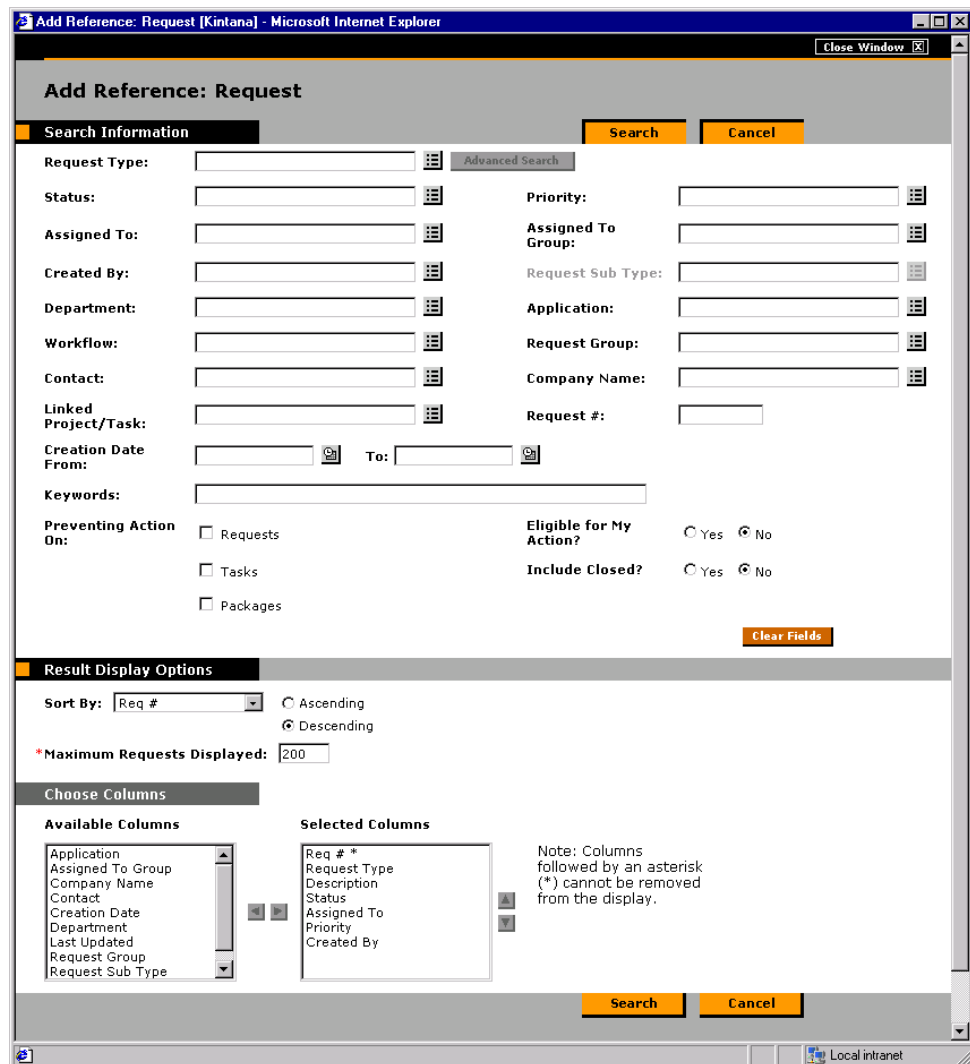 Add Reference: Request [Kintana] - Microsoft Internet Explorer
Close Window
Add Reference: Request
Search Information
Search Cancel
Request Type: Advanced Search
Status: Priority:
Assigned To: Assigned To
Group:
Created By: Request Sub Type:
Department: Application:
Workflow: Request Group:
Contact: Company Name:
Linked
Project/Task: Request #:
Creation Date
From: To:
Keywords:
Preventing Action
On: Requests Eligible for My
Action? Yes No
Tasks Include Closed? Yes No
Packages
Clear Fields
Result Display Options
Sort By: Req # Ascending
Descending
*Maximum Requests Displayed: 200
Choose Columns
Available Columns Selected Columns
Application
Assigned To Group
Company Name
Contact
Creation Date
Department
Last Updated
Request Group
Request Sub Type
Req # *
Request Type
Description
Status
Assigned To
Priority
Created By
Note: Columns
followed by an asterisk
(*) cannot be removed
from the display.
Search Cancel
Local intranet